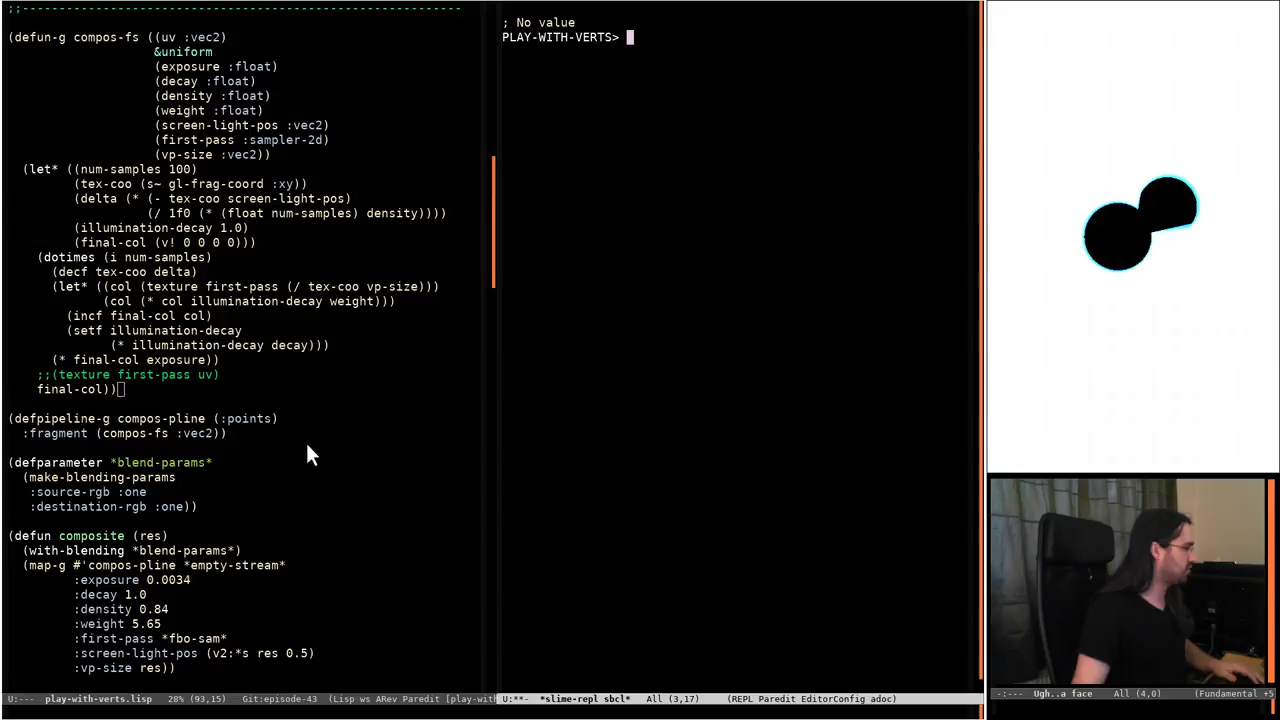 ;;------------------------------------------------------------
(defun-g compos-fs ((uv :vec2)
&uniform
(exposure :float)
(decay :float)
(density :float)
(weight :float)
(screen-light-pos :vec2)
(first-pass :sampler-2d)
(vp-size :vec2))
(let* ((num-samples 100)
(tex-coo (s~ gl-frag-coord :xy))
(delta (* (- tex-coo screen-light-pos)
(/ 1f0 (* (float num-samples) density))))
(illumination-decay 1.0)
(final-col (v! 0 0 0 0)))
(dotimes (i num-samples)
(decf tex-coo delta)
(let* ((col (texture first-pass (/ tex-coo vp-size)))
(col (* col illumination-decay weight)))
(incf final-col col)
(setf illumination-decay
(* illumination-decay decay)))
(* final-col exposure))
;;(texture first-pass uv)
final-col))
(defpipeline-g compos-pline (:points)
:fragment (compos-fs :vec2))
(defparameter *blend-params*
(make-blending-params
:source-rgb :one
:destination-rgb :one))
(defun composite (res)
(with-blending *blend-params*)
(map-g #'compos-pline *empty-stream*
:exposure 0.0034
:decay 1.0
:density 0.84
:weight 5.65
:first-pass *fbo-sam*
:screen-light-pos (v2:*s res 0.5)
:vp-size res))
U:--- play-with-verts.lisp 28% (93,15) Git:episode-43 (Lisp ws ARev Paredit [play-with
; No value
PLAY-WITH-VERTS>
U:**- *slime-repl sbcl* All (3,17) (REPL Paredit EditorConfig adoc)
-:--- Ugh..a face All (4,0) (Fundamental +5